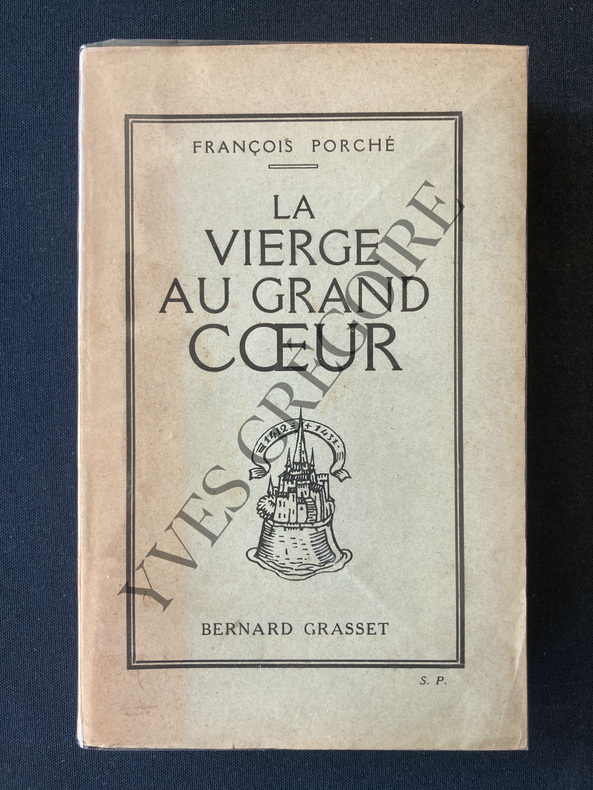 FRANÇOIS PORCHÉ
LA
VIERGE
AU GRAND
CŒUR
1412 + 1431
BERNARD GRASSET
S. P.
YVES GREGOIRE